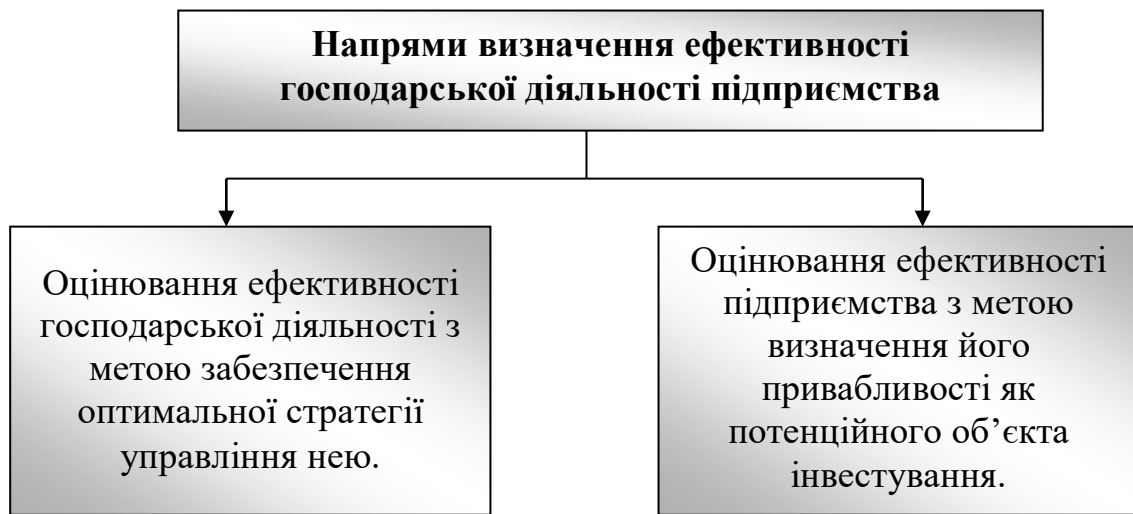 Напрями визначення ефективності
господарської діяльності підприємства
Оцінювання ефективності
господарської діяльності з
метою забезпечення
оптимальної стратегії
управління нею.
Оцінювання ефективності
підприємства з метою
визначення його
привабливості як
потенційного об’єкта
інвестування.